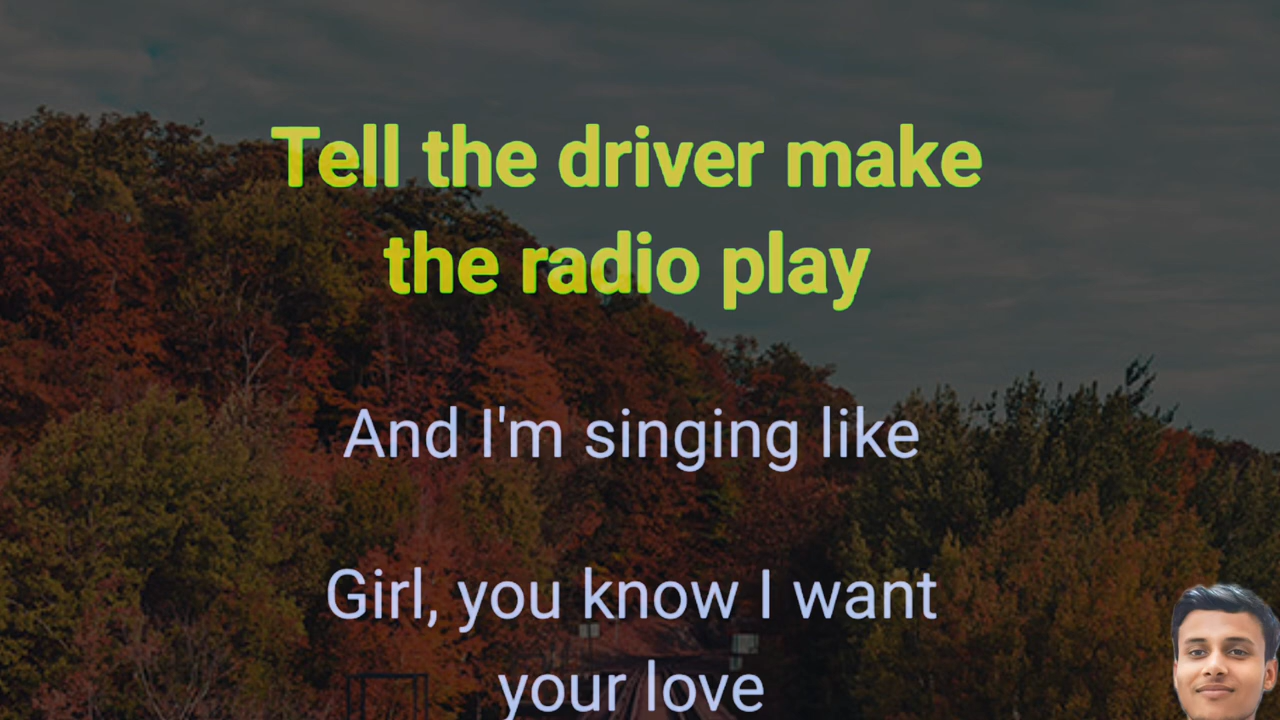 Tell the driver make
the radio play
And I'm singing like
Girl, you know I want
your love